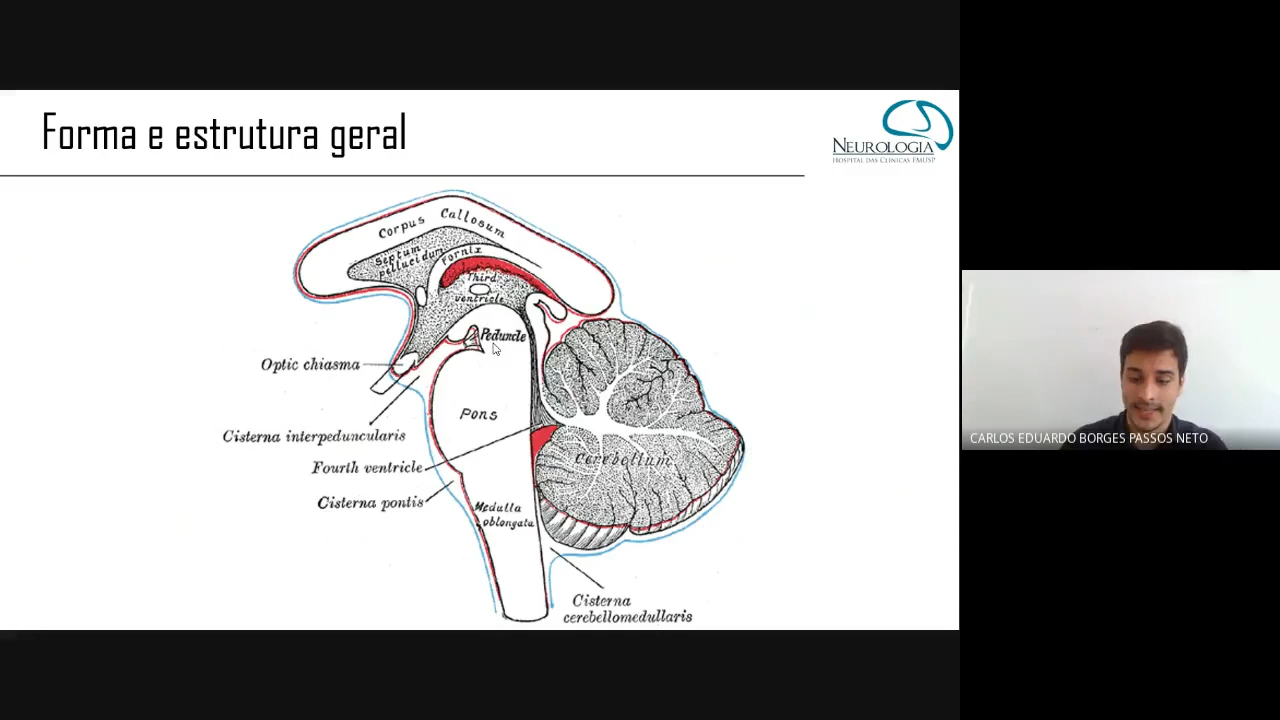 Forma e estrutura geral
NEUROLOGIA
HOSPITAL DAS CLÍNICAS FMUSP
Corpus Callosum
Septum
pellucidum
Fornix
Third
ventricle
Peduncle
Optic chiasma
Pons
Cisterna interpeduncularis
Fourth ventricle
Cerebellum
Cisterna pontis
Medulla
oblongata
Cisterna
cerebellomedullaris
CARLOS EDUARDO BORGES PASSOS NETO